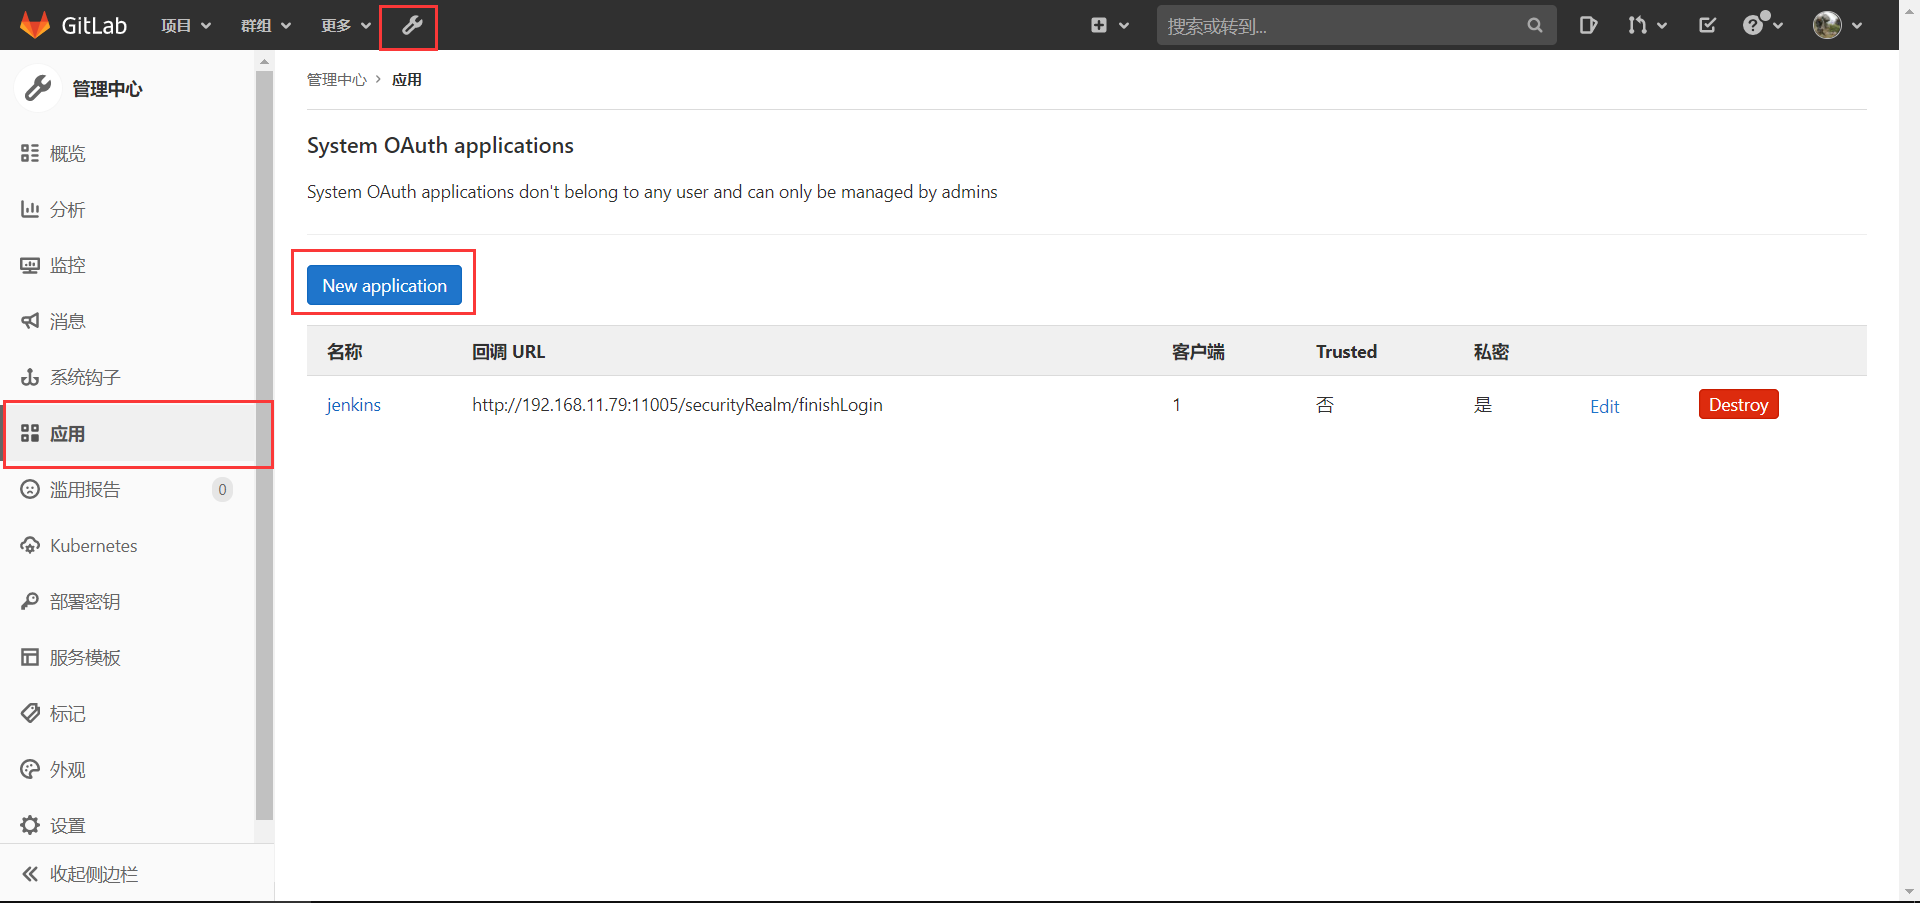 GitLab 项目 群组 更多 搜索或转到...
管理中心
概览
分析
监控
消息
系统钩子
应用
滥用报告 0
Kubernetes
部署密钥
服务模板
标记
外观
设置
收起侧边栏
管理中心 > 应用
System OAuth applications
System OAuth applications don't belong to any user and can only be managed by admins
New application
名称 回调 URL 客户端 Trusted 私密
jenkins http://192.168.11.79:11005/securityRealm/finishLogin 1 否 是 Edit Destroy